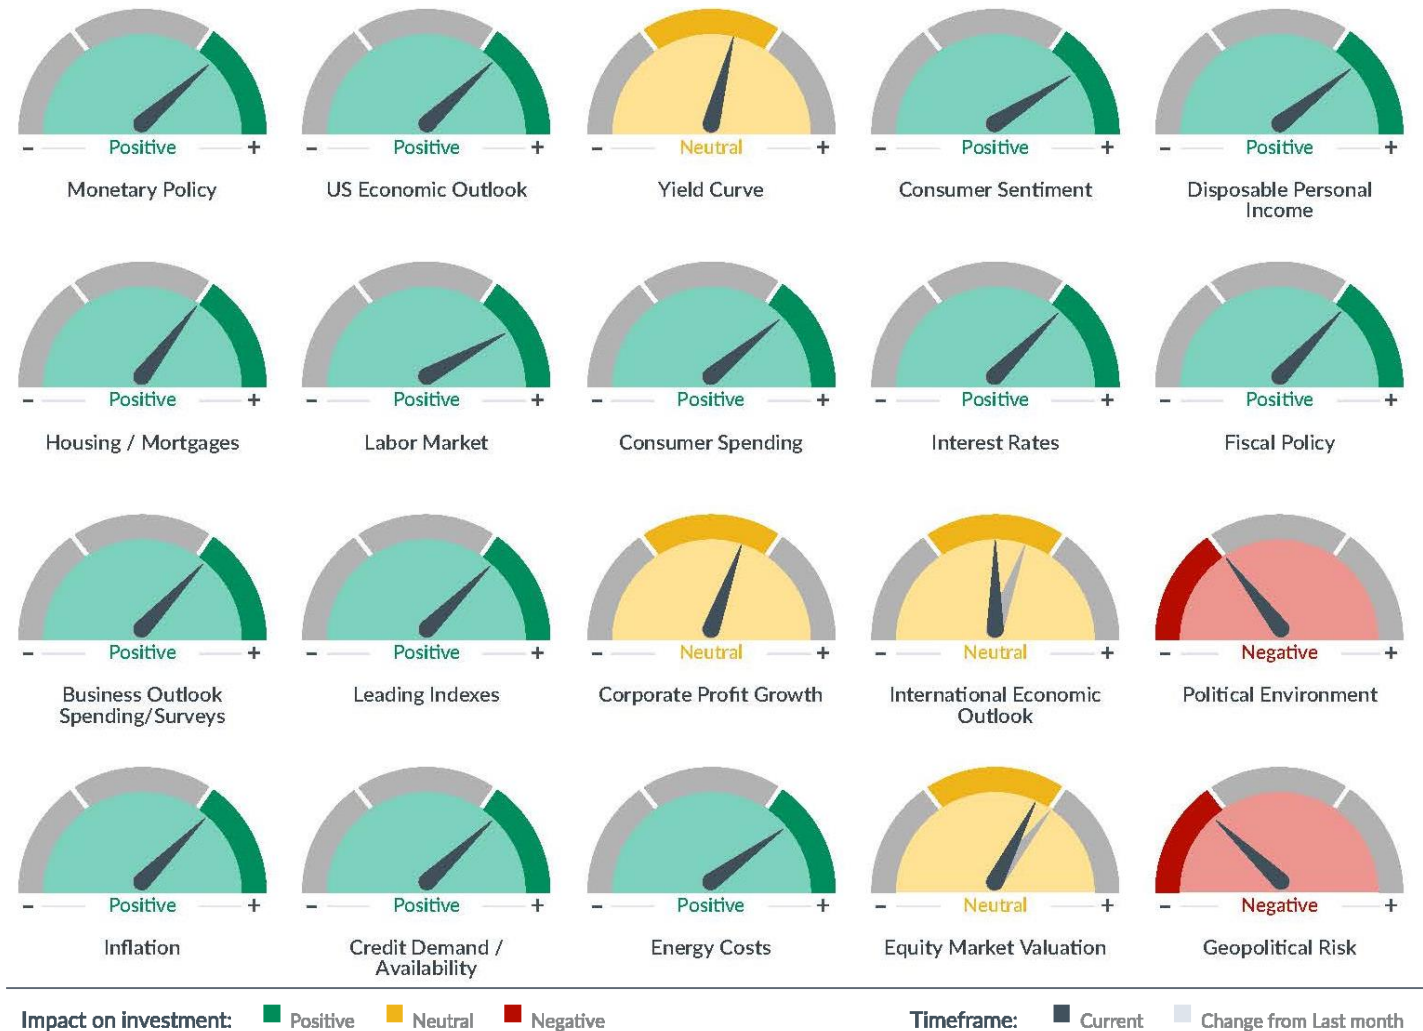 - Positive +
Monetary Policy
- Positive +
US Economic Outlook
- Neutral +
Yield Curve
- Positive +
Consumer Sentiment
- Positive +
Disposable Personal
Income
- Positive +
Housing / Mortgages
- Positive +
Labor Market
- Positive +
Consumer Spending
- Positive +
Interest Rates
- Positive +
Fiscal Policy
- Positive +
Business Outlook
Spending/Surveys
- Positive +
Leading Indexes
- Neutral +
Corporate Profit Growth
- Neutral +
International Economic
Outlook
- Negative +
Political Environment
- Positive +
Inflation
- Positive +
Credit Demand /
Availability
- Positive +
Energy Costs
- Neutral +
Equity Market Valuation
- Negative +
Geopolitical Risk
Impact on investment: Positive Neutral Negative
Timeframe: Current Change from Last month